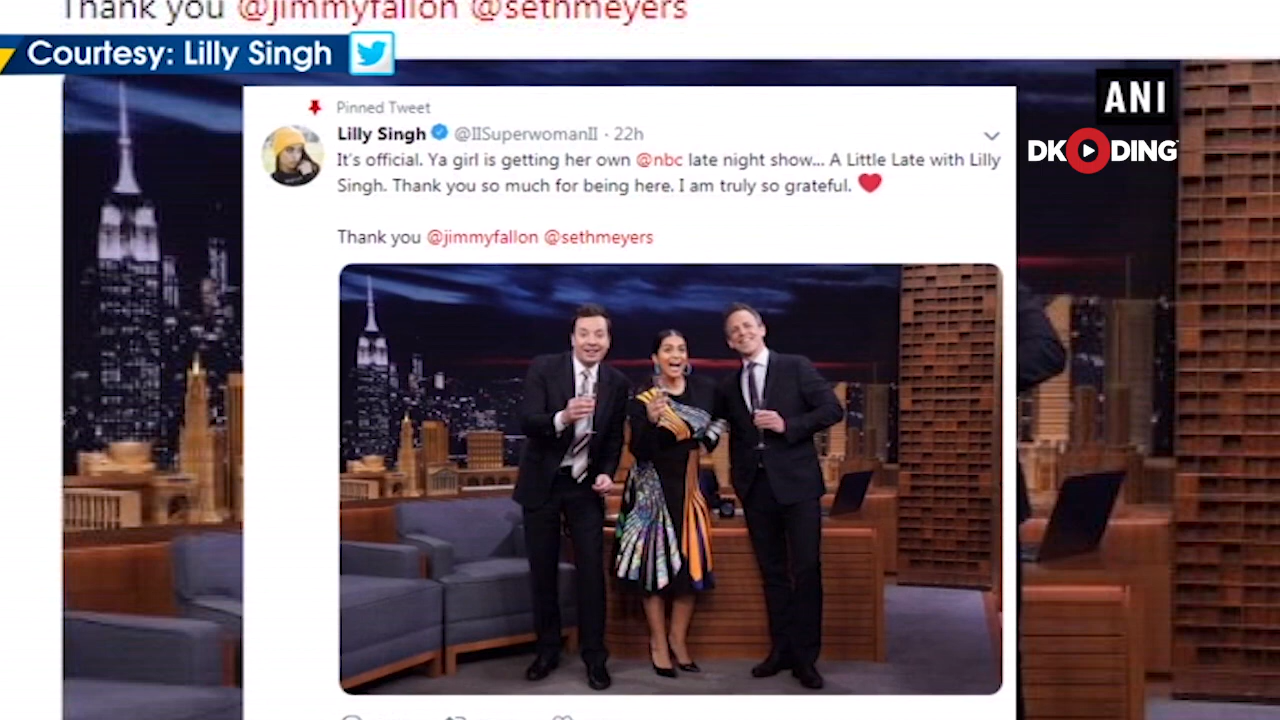 Thank you @jimmyfallon @sethmeyers
Courtesy: Lilly Singh
ANI
DKODING
Pinned Tweet
Lilly Singh @IISuperwomanII · 22h
It's official. Ya girl is getting her own @nbc late night show... A Little Late with Lilly
Singh. Thank you so much for being here. I am truly so grateful. ❤
Thank you @jimmyfallon @sethmeyers